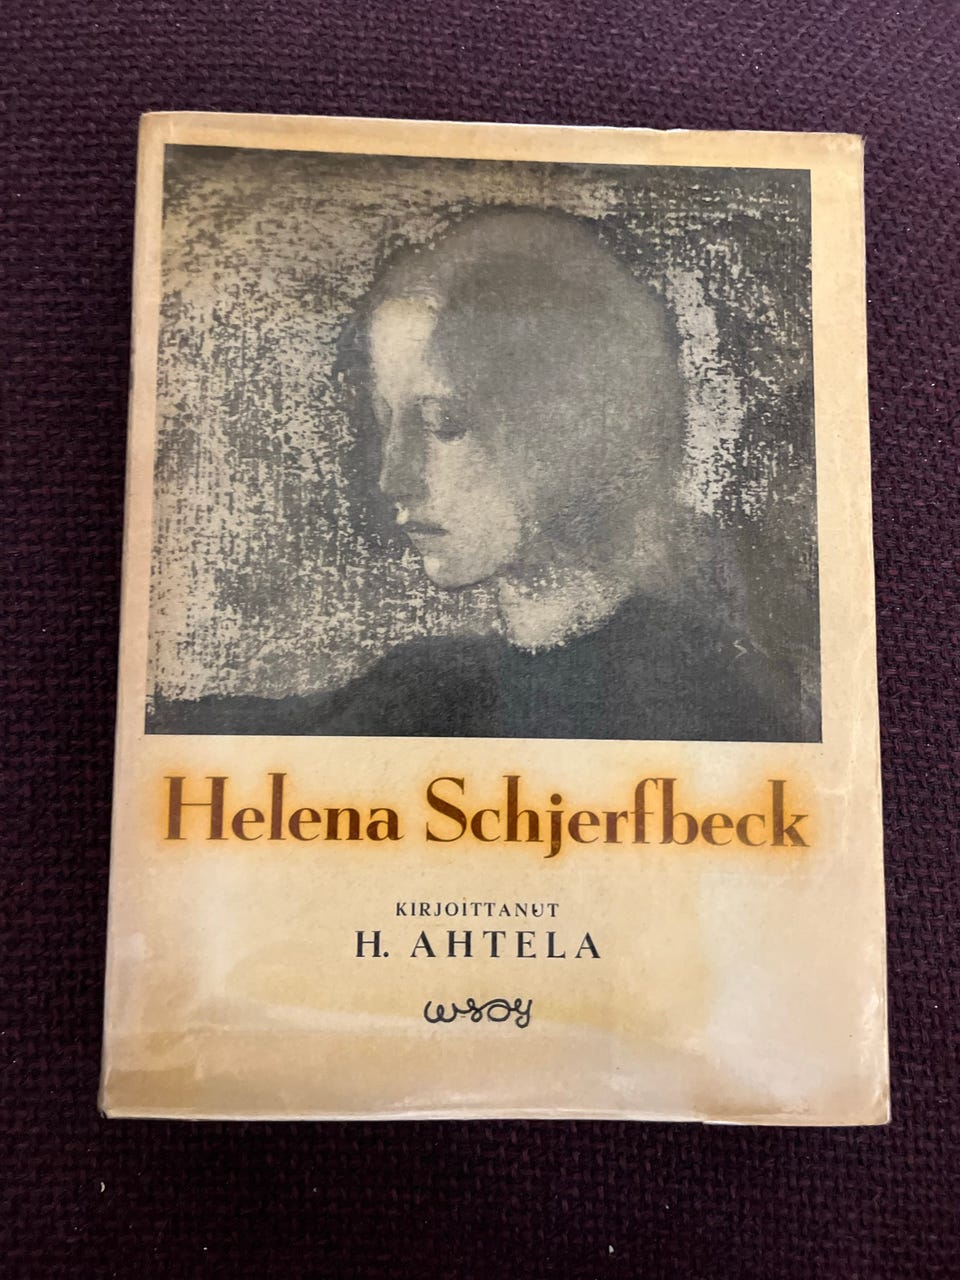 Helena Schjerfbeck
KIRJOITTANUT
H. AHTELA
wsoy